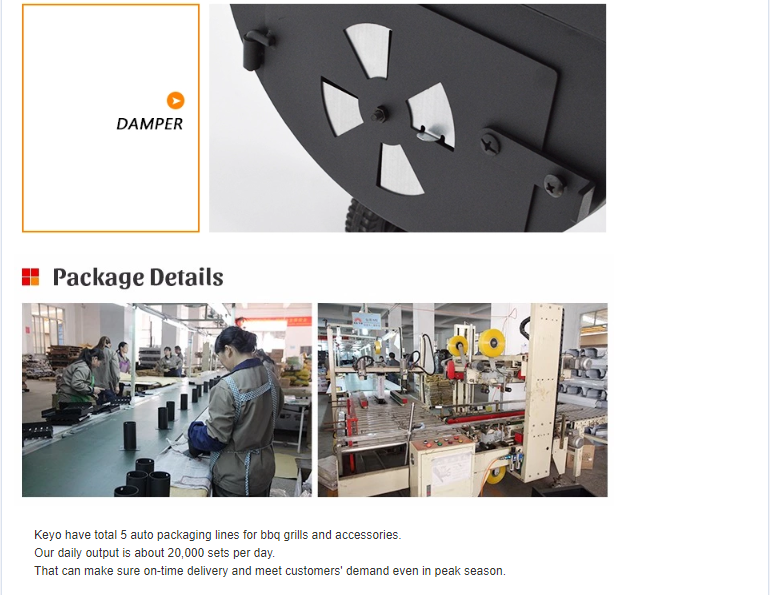 DAMPER
Package Details
Keyo have total 5 auto packaging lines for bbq grills and accessories.
Our daily output is about 20,000 sets per day.
That can make sure on-time delivery and meet customers' demand even in peak season.